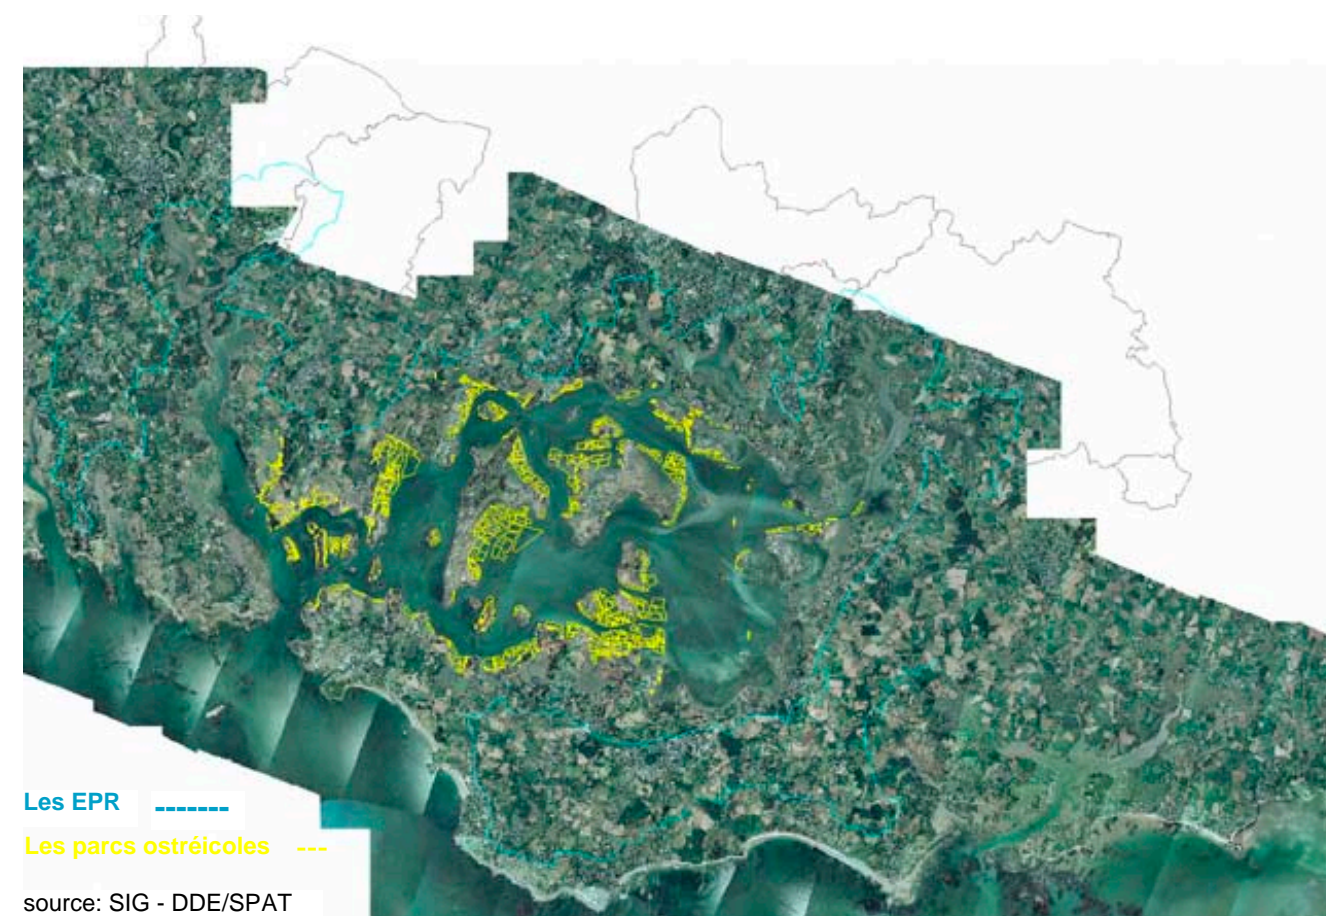 Les EPR -------
Les parcs ostréicoles ---
source: SIG - DDE/SPAT